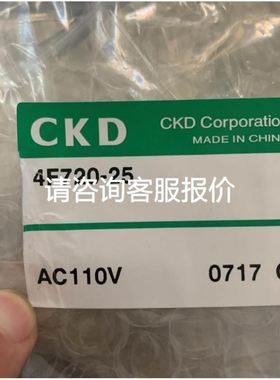 CKD
CKD Corporation
MADE IN CHINA
4F720-25
请咨询客服报价
AC110V 0717